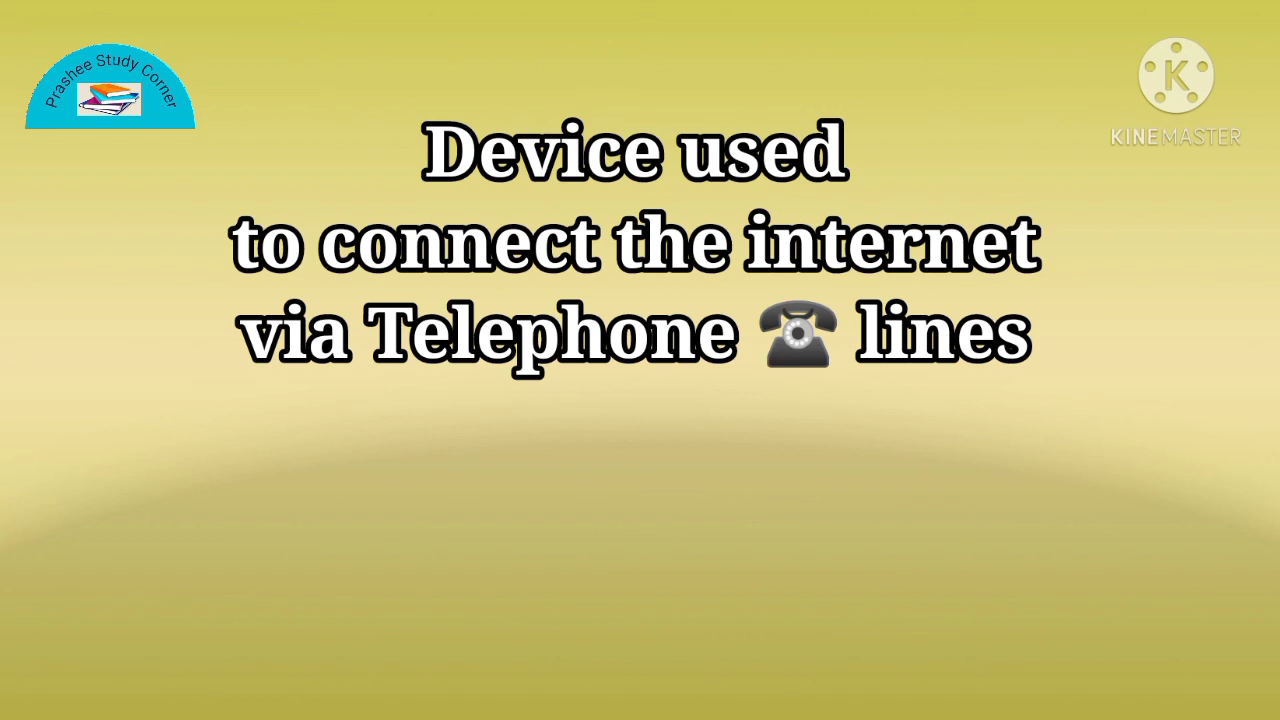 Prashee Study Corner
K
KINEMASTER
Device used
to connect the internet
via Telephone ☎ lines